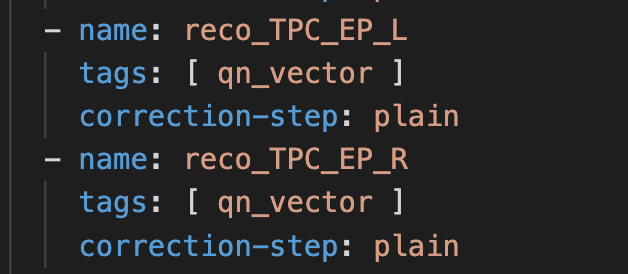 - name: reco_TPC_EP_L
tags: [ qn_vector ]
correction-step: plain
- name: reco_TPC_EP_R
tags: [ qn_vector ]
correction-step: plain